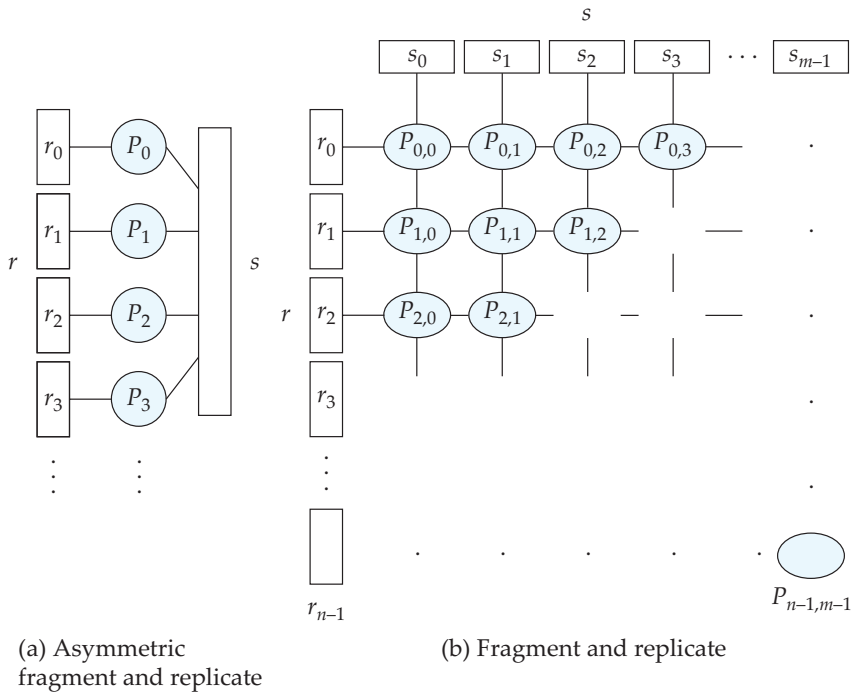 s
s0 s1 s2 s3 · · · sm–1
r0 P0 r0 P0,0 P0,1 P0,2 P0,3
r1 P1 r1 P1,0 P1,1 P1,2
r s
r2 P2 r r2 P2,0 P2,1
r3 P3 r3
rn–1 Pn–1,m–1
(a) Asymmetric
fragment and replicate
(b) Fragment and replicate